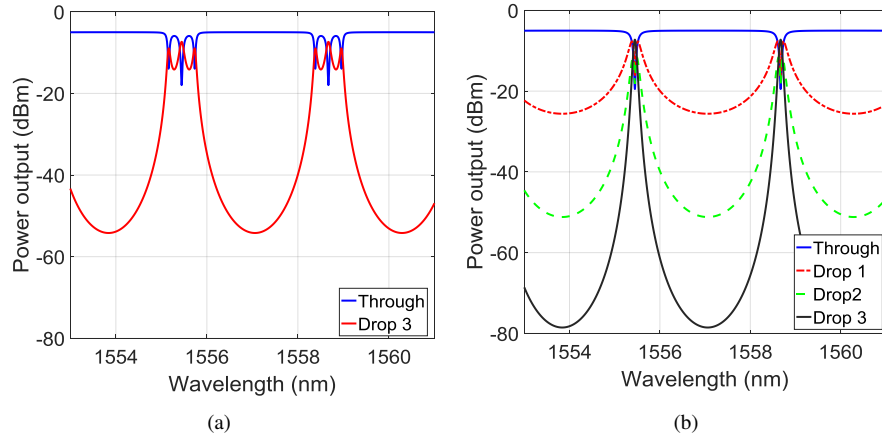 0
-20
-40
-60
-80
Power output (dBm)
1554
1556
1558
1560
Wavelength (nm)
Through
Drop 3
(a)
0
-20
-40
-60
-80
Power output (dBm)
1554
1556
1558
1560
Wavelength (nm)
Through
Drop 1
Drop2
Drop 3
(b)